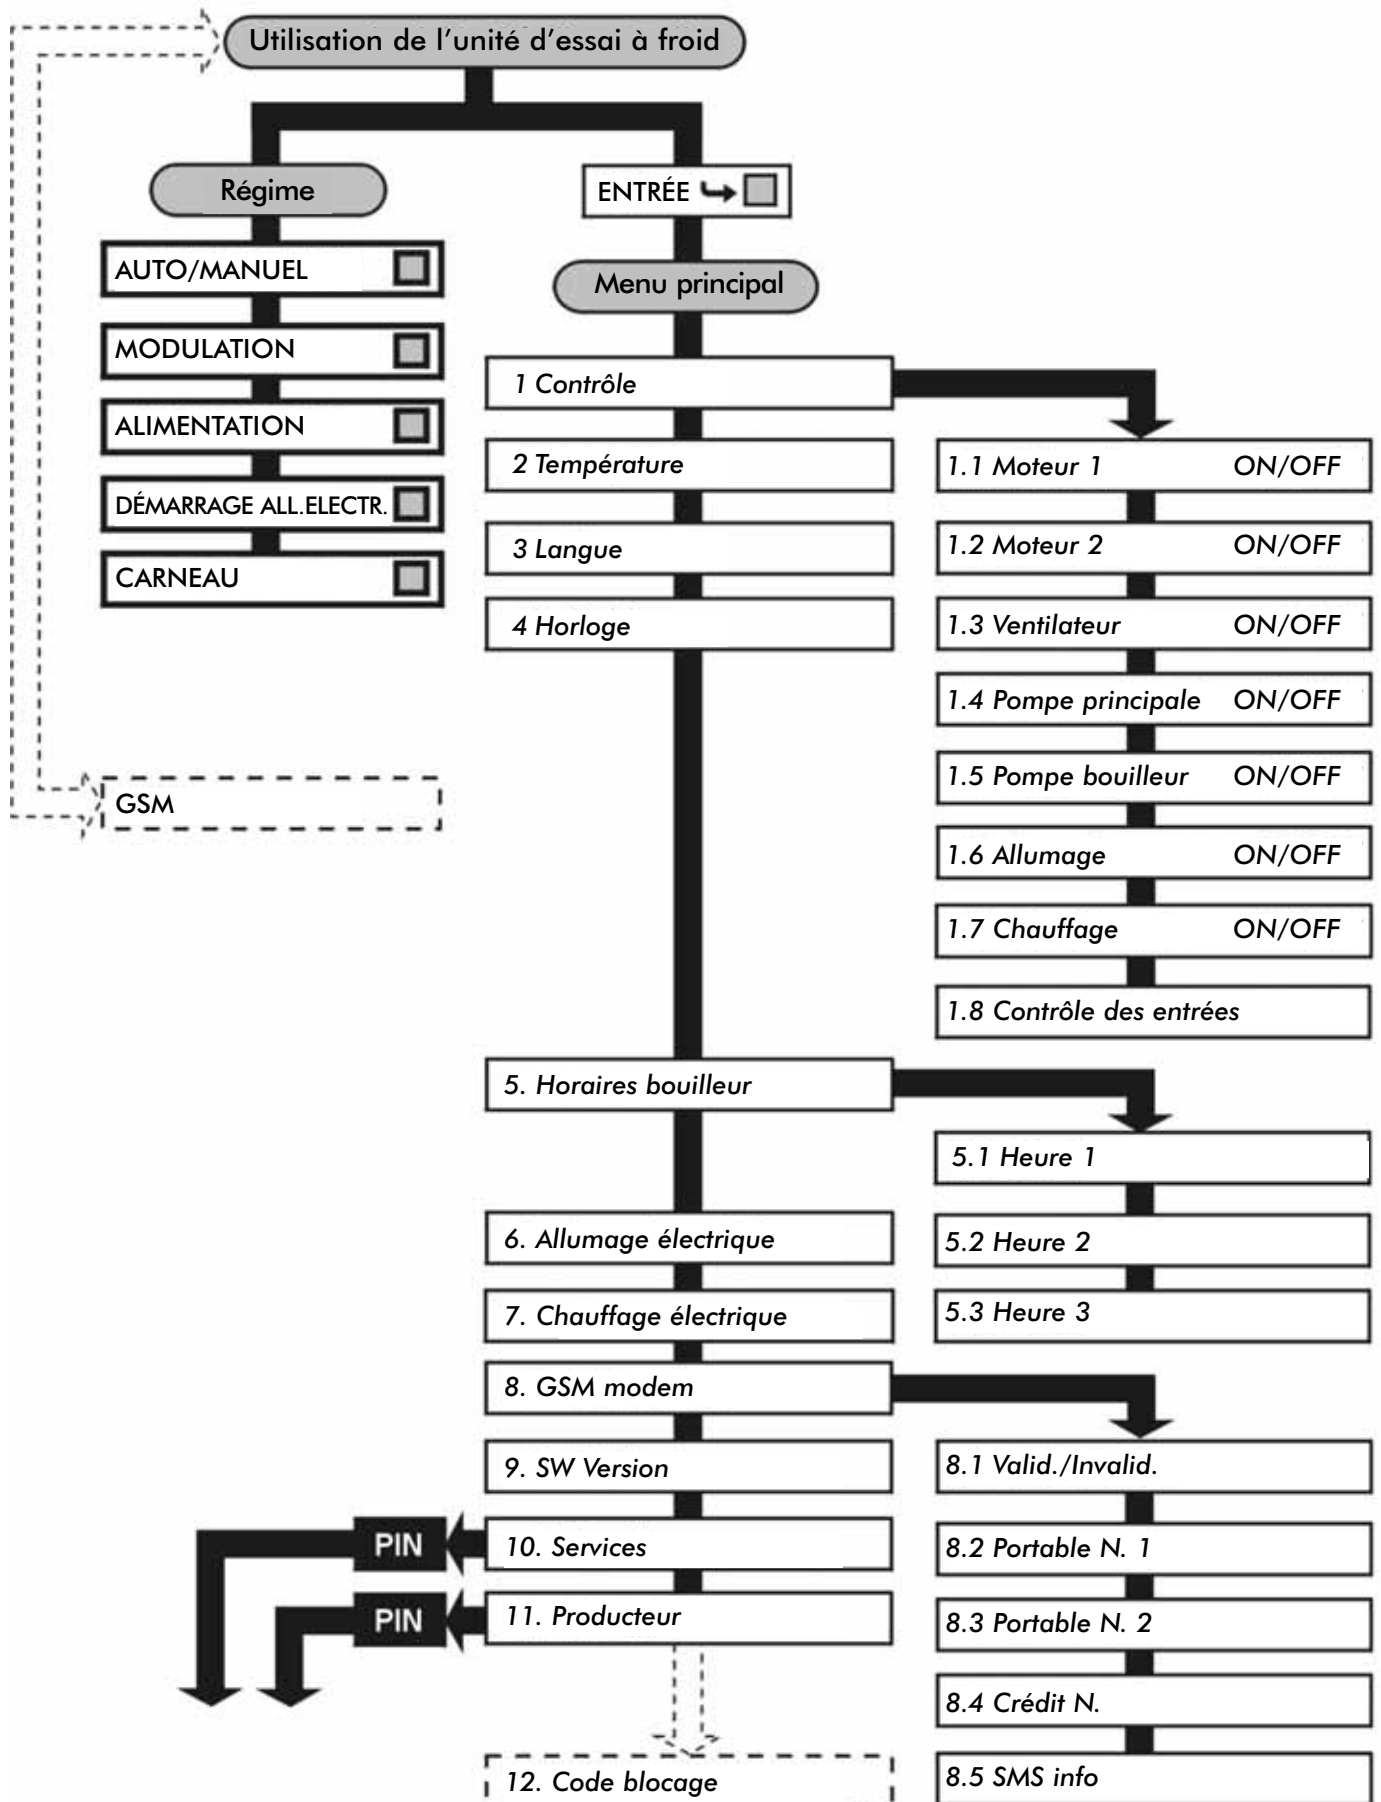 Utilisation de l'unité d'essai à froid
Régime
AUTO/MANUEL
MODULATION
ALIMENTATION
DÉMARRAGE ALL.ELECTR.
CARNEAU
GSM
ENTRÉE
Menu principal
1 Contrôle
2 Température
3 Langue
4 Horloge
5. Horaires bouilleur
6. Allumage électrique
7. Chauffage électrique
8. GSM modem
9. SW Version
10. Services
PIN
11. Producteur
PIN
12. Code blocage
1.1 Moteur 1 ON/OFF
1.2 Moteur 2 ON/OFF
1.3 Ventilateur ON/OFF
1.4 Pompe principale ON/OFF
1.5 Pompe bouilleur ON/OFF
1.6 Allumage ON/OFF
1.7 Chauffage ON/OFF
1.8 Contrôle des entrées
5.1 Heure 1
5.2 Heure 2
5.3 Heure 3
8.1 Valid./Invalid.
8.2 Portable N. 1
8.3 Portable N. 2
8.4 Crédit N.
8.5 SMS info